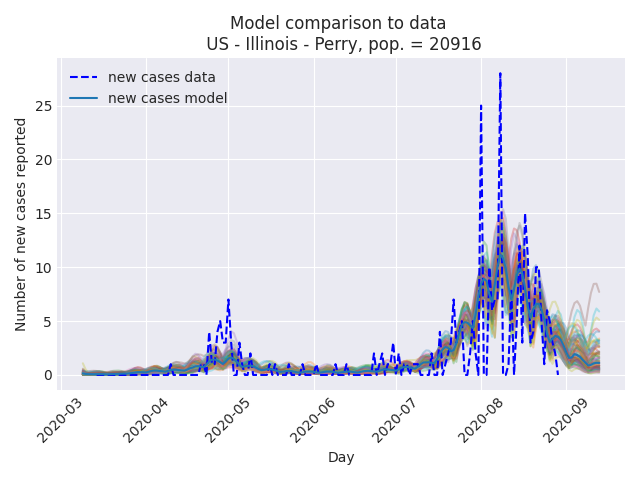 Model comparison to data
US - Illinois - Perry, pop. = 20916
new cases data
new cases model
Number of new cases reported
25
20
15
10
5
0
2020-03
2020-04
2020-05
2020-06
2020-07
2020-08
2020-09
Day